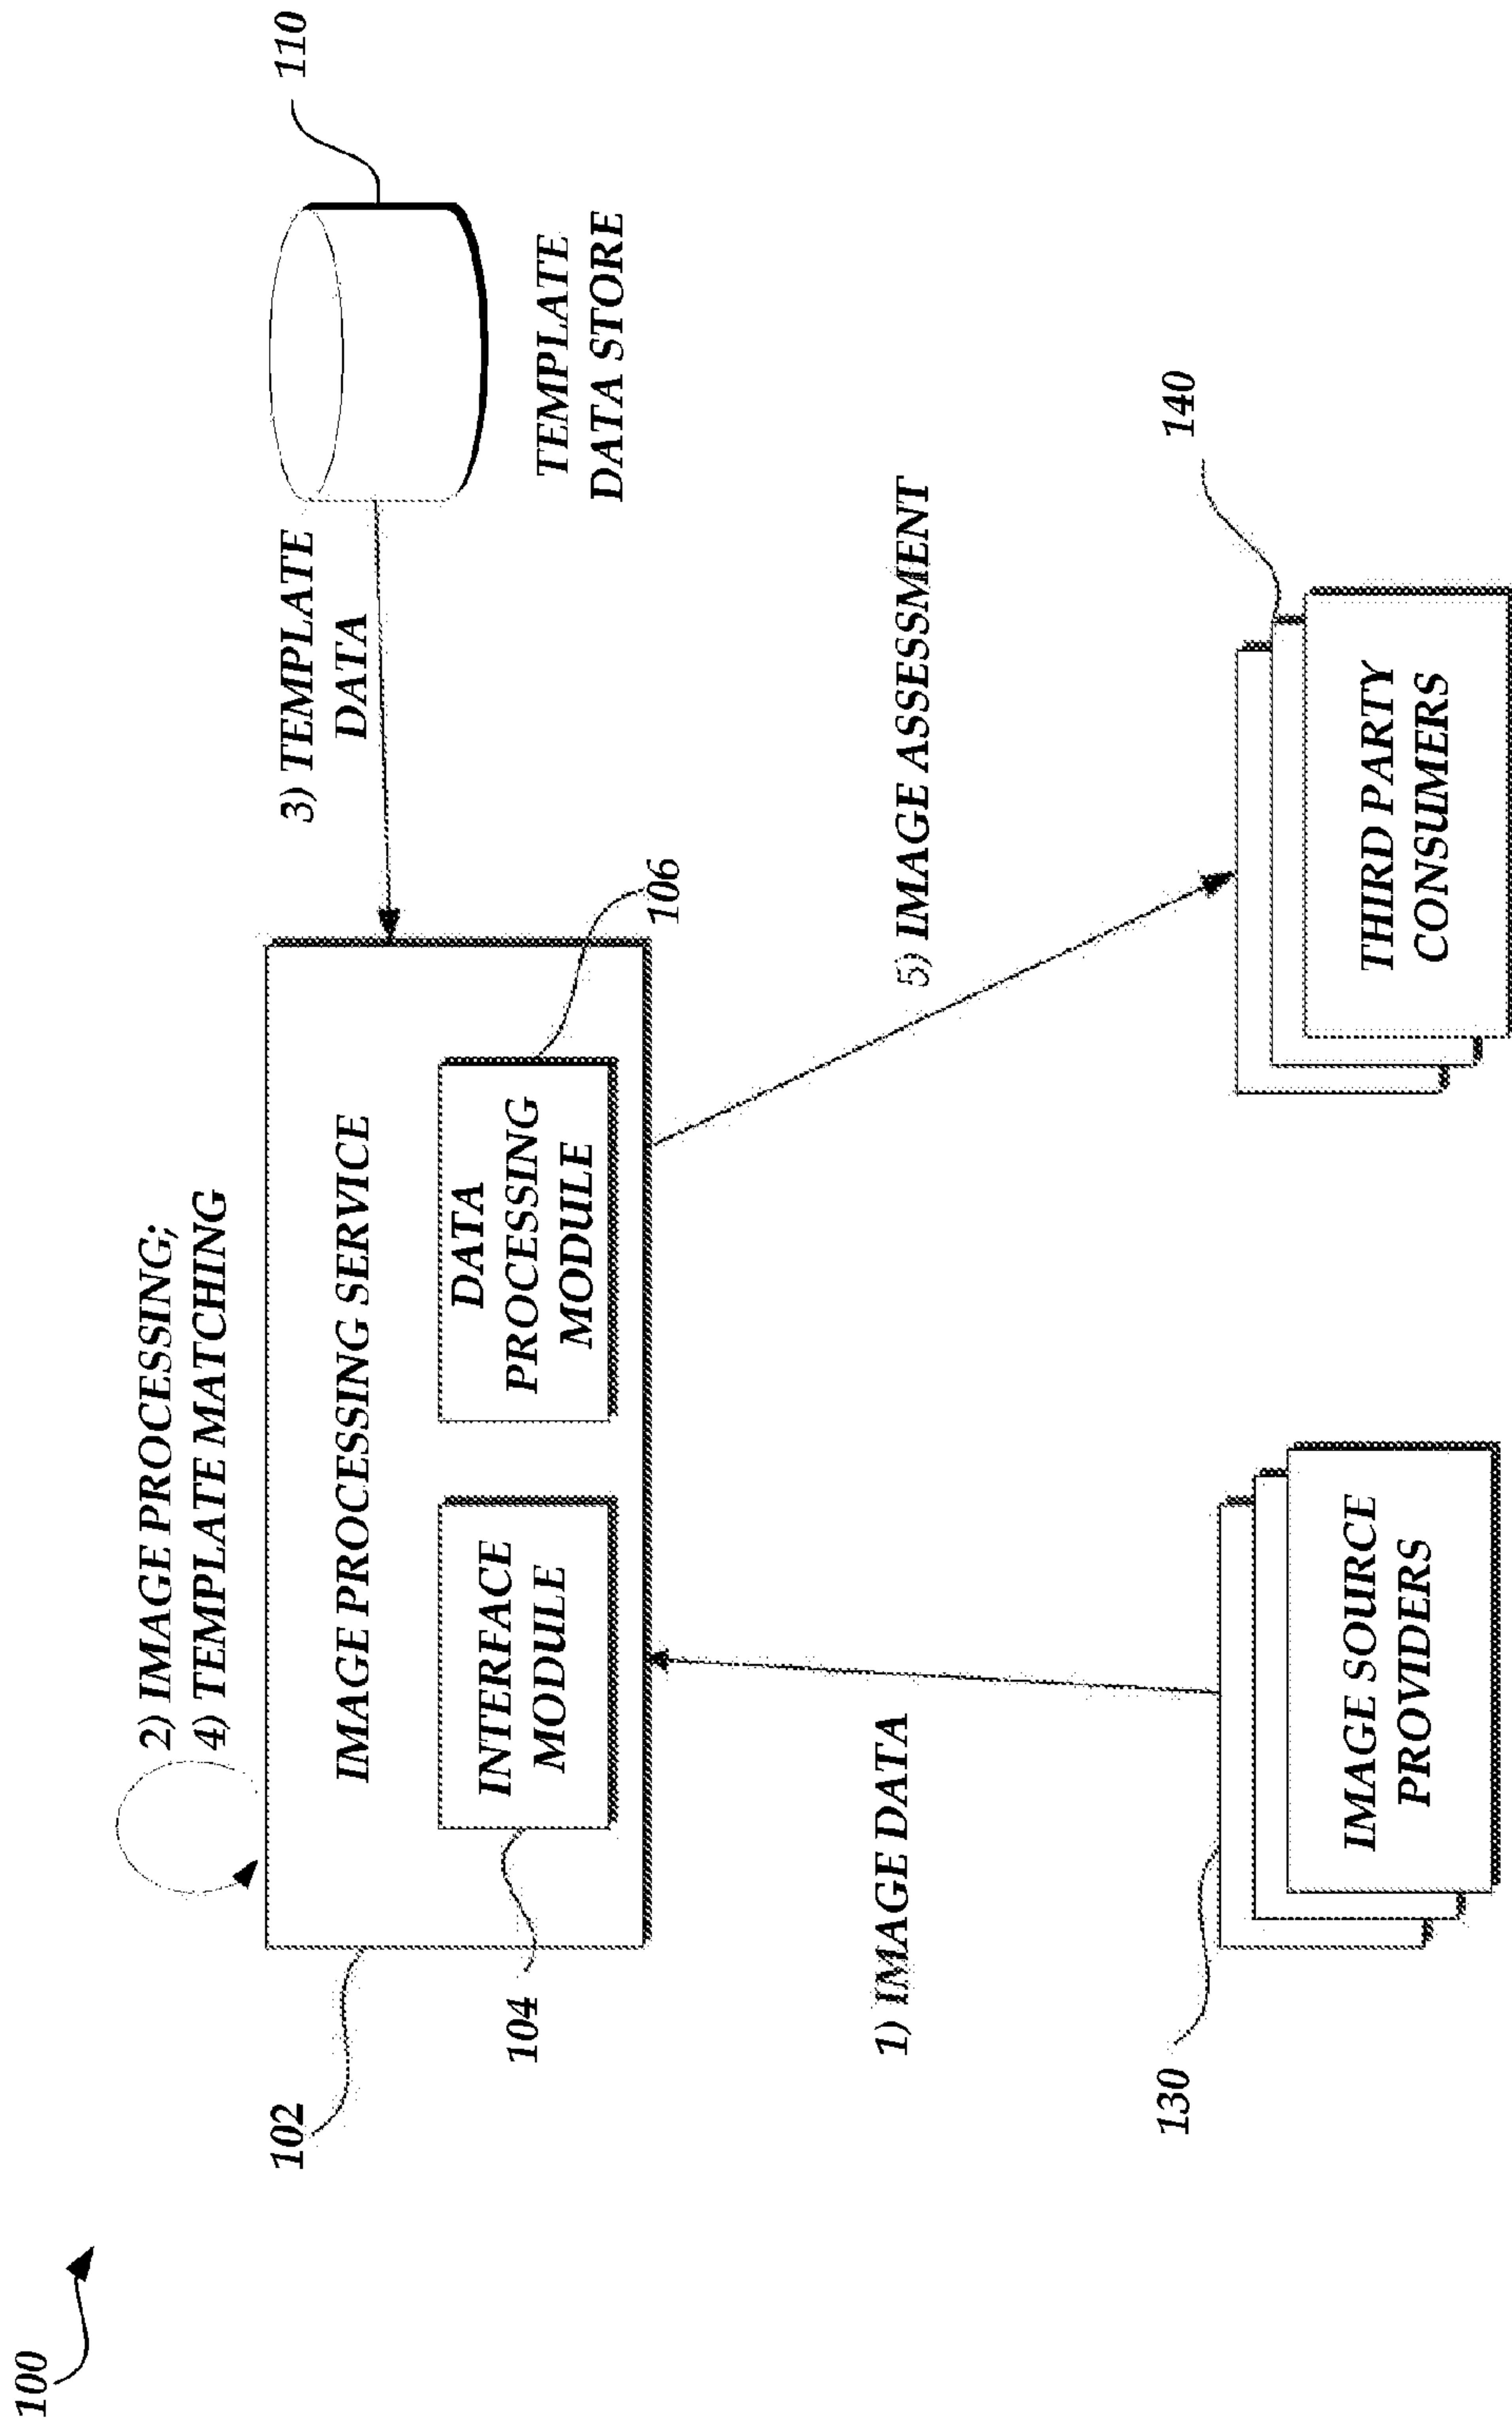 100
2) IMAGE PROCESSING;
4) TEMPLATE MATCHING
102
IMAGE PROCESSING SERVICE
104
INTERFACE
MODULE
DATA
PROCESSING
MODULE
106
3) TEMPLATE
DATA
110
TEMPLATE
DATA STORE
1) IMAGE DATA
5) IMAGE ASSESSMENT
130
IMAGE SOURCE
PROVIDERS
140
THIRD PARTY
CONSUMERS